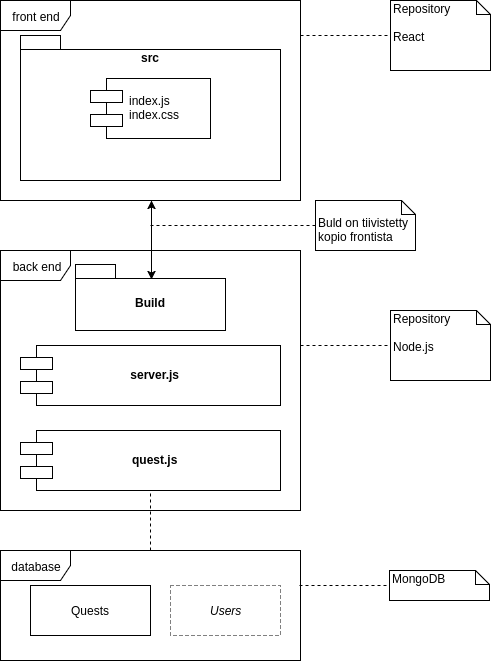 front end
Repository
React
src
index.js
index.css
Buld on tiivistetty
kopio frontista
back end
Build
Repository
Node.js
server.js
quest.js
database
MongoDB
Quests
Users